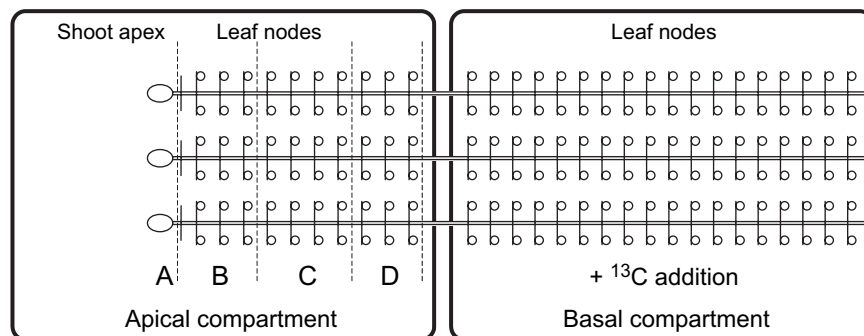 Shoot apex Leaf nodes Leaf nodes
A B C D + ¹³C addition
Apical compartment Basal compartment